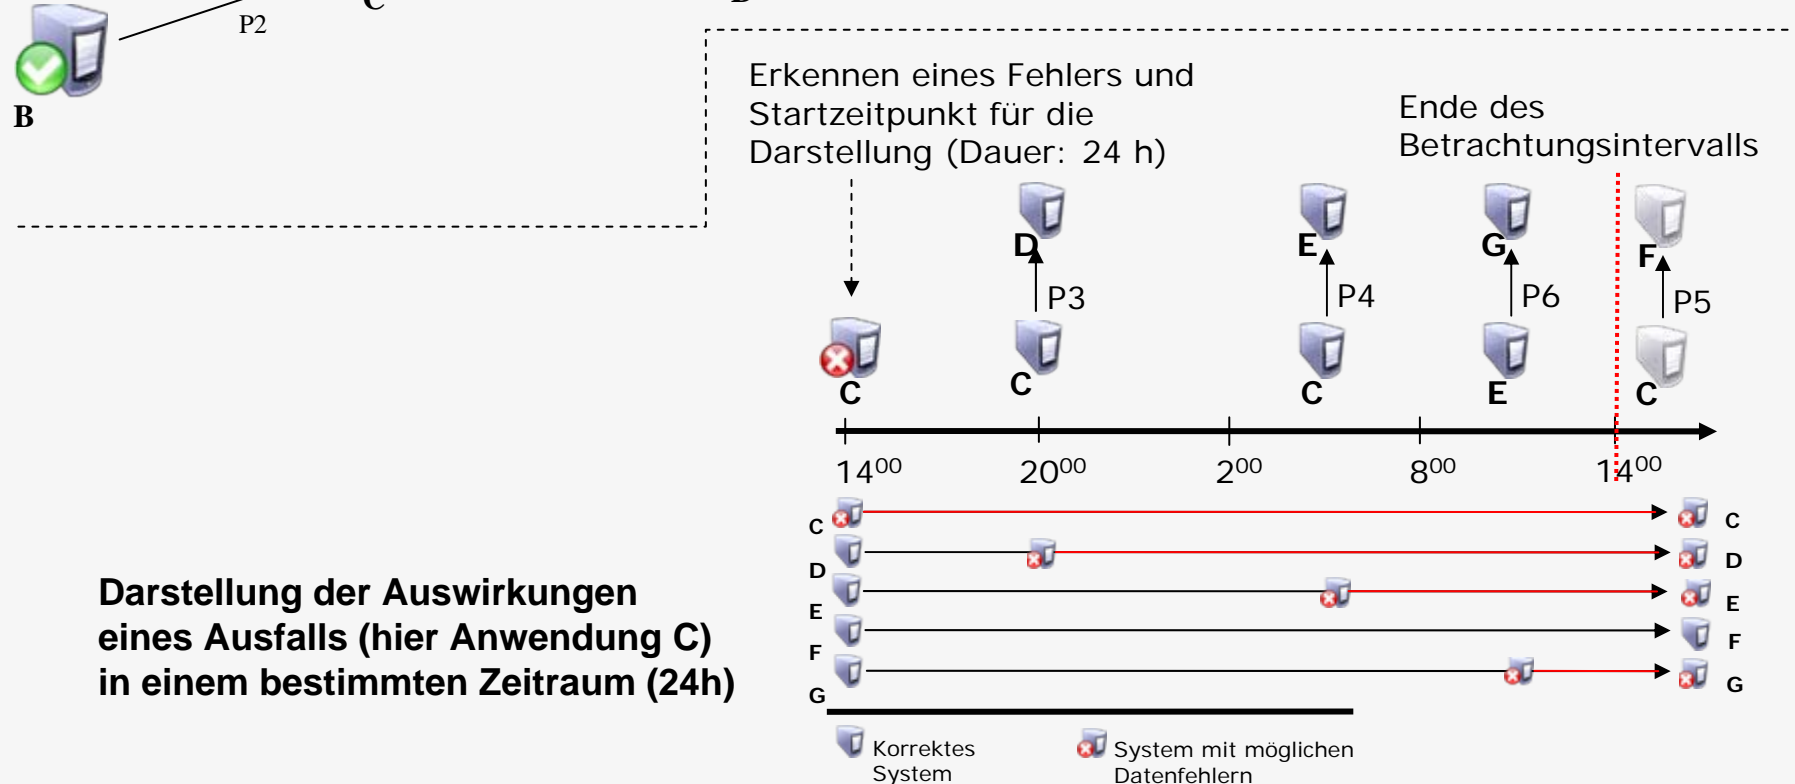 C
P2
B
Erkennen eines Fehlers und
Startzeitpunkt für die
Darstellung (Dauer: 24 h)
Ende des
Betrachtungsintervalls
D
E
G
F
P3
P4
P6
P5
C
C
C
E
C
14⁰⁰
20⁰⁰
2⁰⁰
8⁰⁰
14⁰⁰
C
C
D
D
E
E
F
F
G
G
Darstellung der Auswirkungen
eines Ausfalls (hier Anwendung C)
in einem bestimmten Zeitraum (24h)
Korrektes
System
System mit möglichen
Datenfehlern